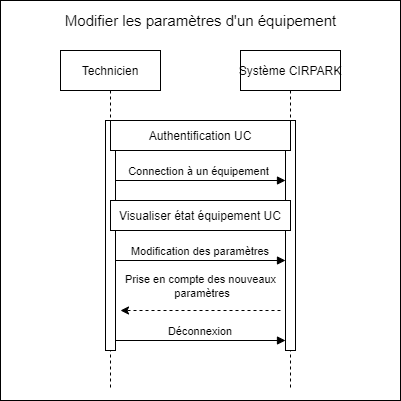 Modifier les paramètres d'un équipement
Technicien
Système CIRPARK
Authentification UC
Connection à un équipement
Visualiser état équipement UC
Modification des paramètres
Prise en compte des nouveaux
paramètres
Déconnexion